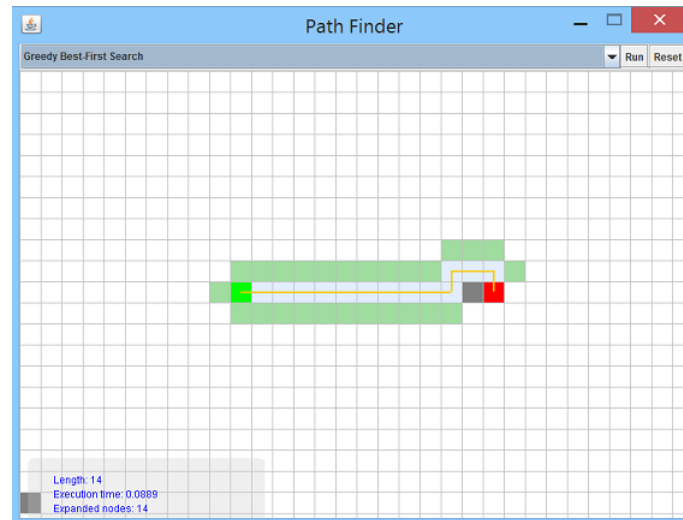 Path Finder
Greedy Best-First Search
Run Reset
Length: 14
Execution time: 0.0889
Expanded nodes: 14